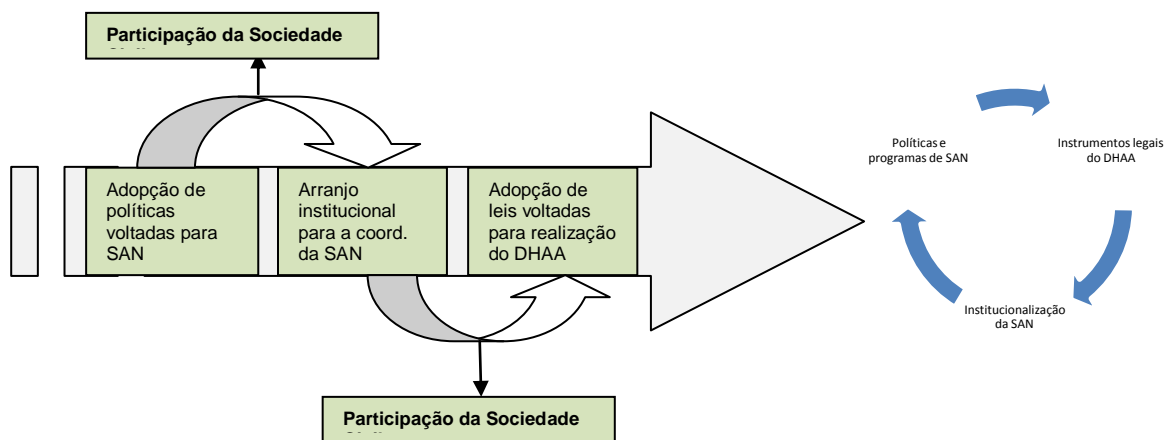 Participação da Sociedade
Adopção de
políticas
voltadas para
SAN
Arranjo
institucional
para a coord.
da SAN
Adopção de
leis voltadas
para realização
do DHAA
Políticas e
programas de SAN
Instrumentos legais
do DHAA
Institucionalização
da SAN
Participação da Sociedade